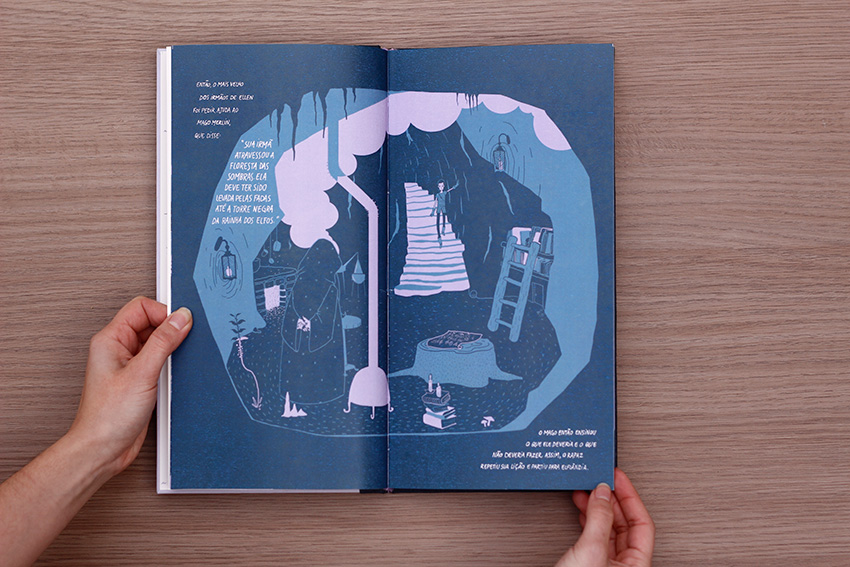 ENTÃO, O MAIS VELHO
DOS IRMÃOS DE ELLEN
FOI PEDIR AJUDA AO
MAGO MERLIN,
QUE DISSE:
"SUA IRMÃ
ATRAVESSOU A
FLORESTA DAS
SOMBRAS. ELA
DEVE TER SIDO
LEVADA PELAS FADAS
ATÉ A TORRE NEGRA
DA RAINHA DOS ELFOS."
O MAGO ENTÃO ENSINOU
O QUE ELE DEVERIA E O QUE
NÃO DEVERIA FAZER. ASSIM, O RAPAZ
REPETIU SUA LIÇÃO E PARTIU PARA ELFLÂNDIA.